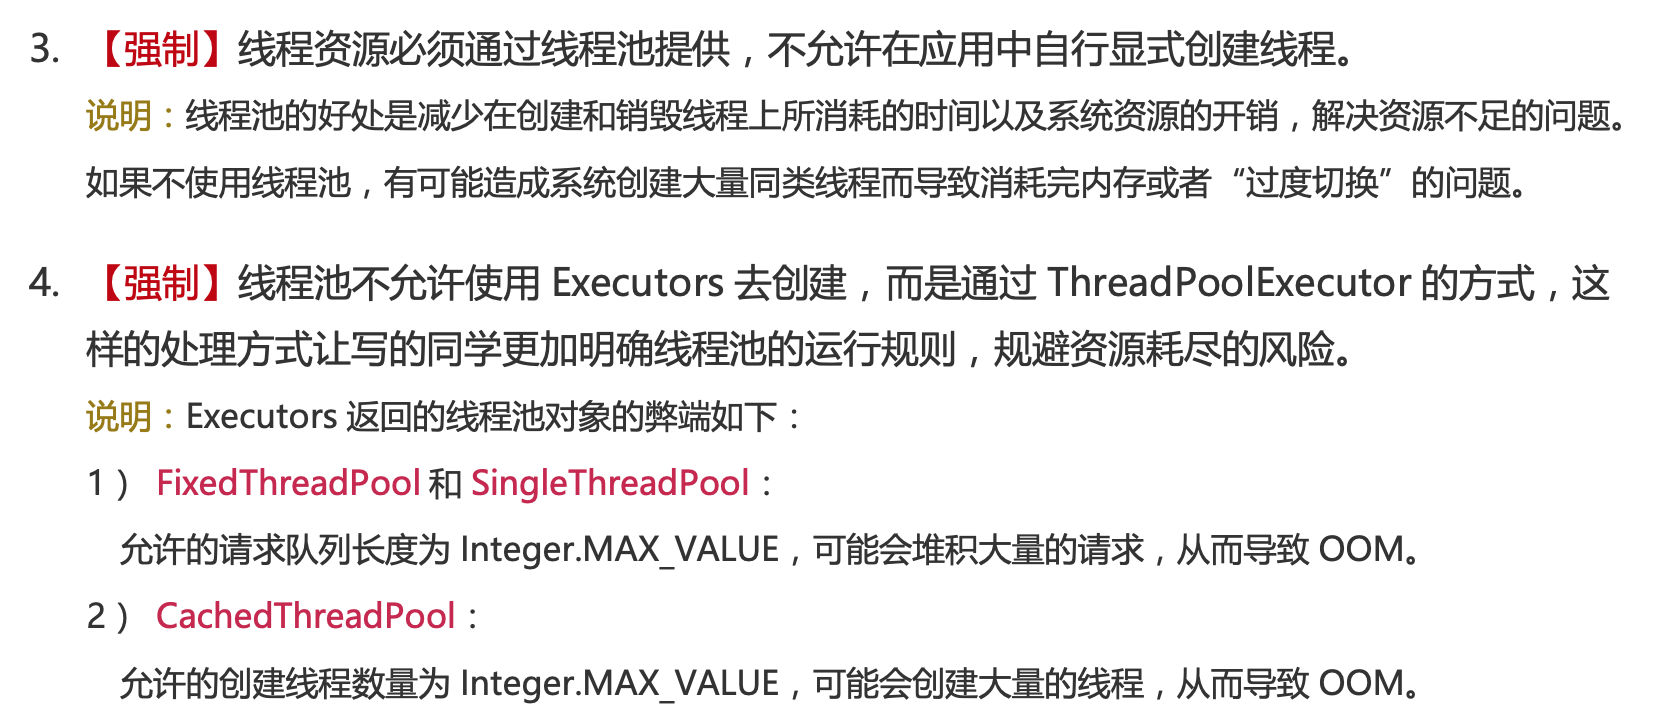 3. 【强制】线程资源必须通过线程池提供，不允许在应用中自行显式创建线程。
说明：线程池的好处是减少在创建和销毁线程上所消耗的时间以及系统资源的开销，解决资源不足的问题。
如果不使用线程池，有可能造成系统创建大量同类线程而导致消耗完内存或者“过度切换”的问题。
4. 【强制】线程池不允许使用 Executors 去创建，而是通过 ThreadPoolExecutor 的方式，这
样的处理方式让写的同学更加明确线程池的运行规则，规避资源耗尽的风险。
说明：Executors 返回的线程池对象的弊端如下：
1） FixedThreadPool 和 SingleThreadPool：
允许的请求队列长度为 Integer.MAX_VALUE，可能会堆积大量的请求，从而导致 OOM。
2） CachedThreadPool：
允许的创建线程数量为 Integer.MAX_VALUE，可能会创建大量的线程，从而导致 OOM。